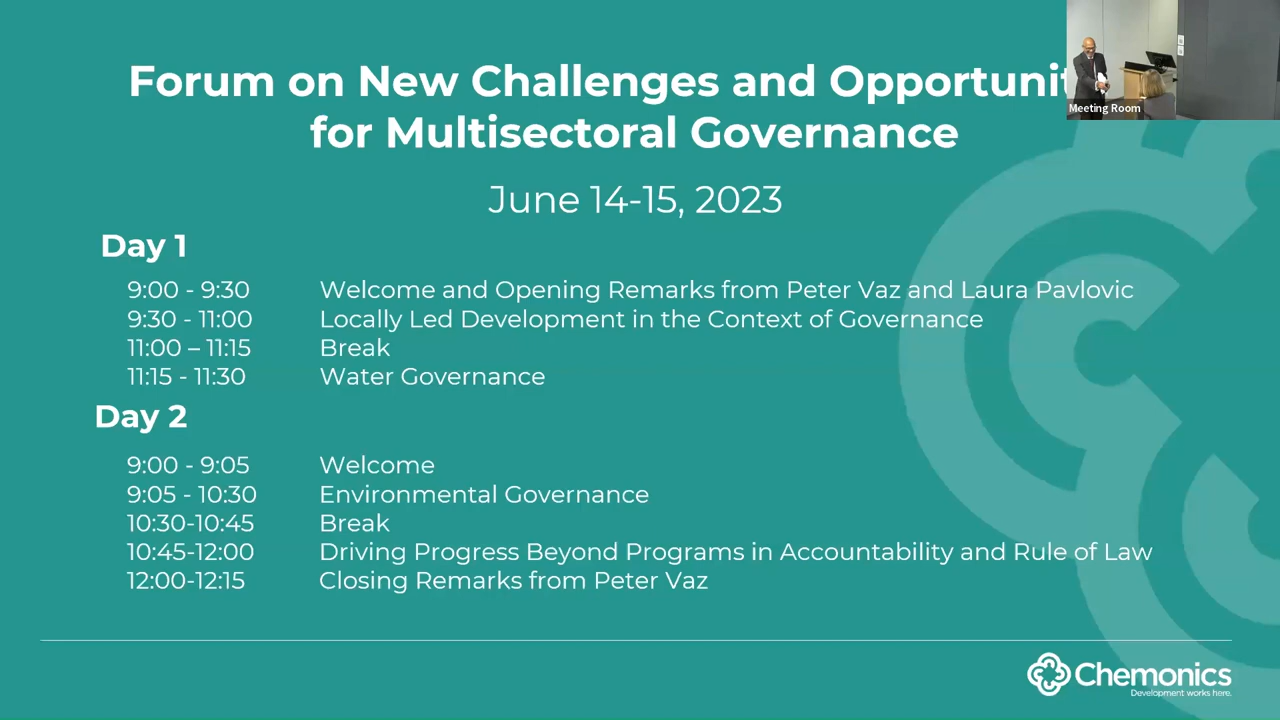 Forum on New Challenges and Opportunit
for Multisectoral Governance
Meeting Room
June 14-15, 2023
Day 1
9:00 - 9:30 Welcome and Opening Remarks from Peter Vaz and Laura Pavlovic
9:30 - 11:00 Locally Led Development in the Context of Governance
11:00 – 11:15 Break
11:15 - 11:30 Water Governance
Day 2
9:00 - 9:05 Welcome
9:05 - 10:30 Environmental Governance
10:30-10:45 Break
10:45-12:00 Driving Progress Beyond Programs in Accountability and Rule of Law
12:00-12:15 Closing Remarks from Peter Vaz
Chemonics
Development works here.